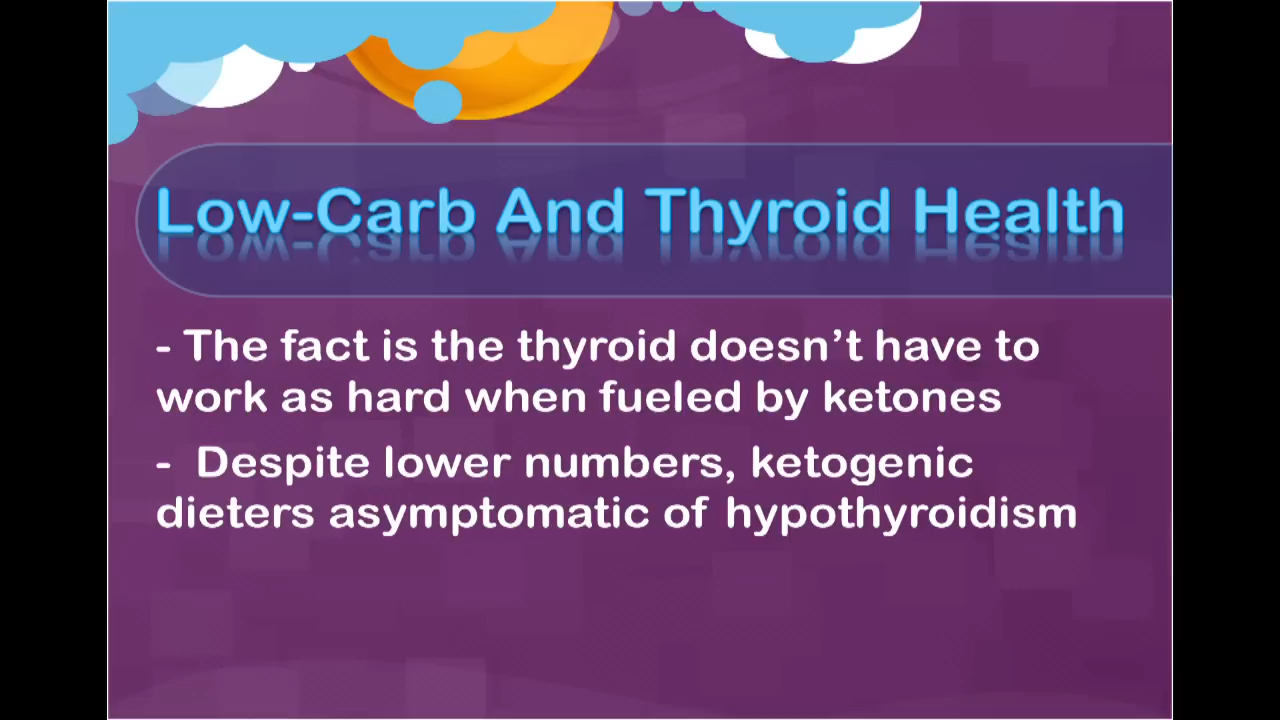 Low-Carb And Thyroid Health
- The fact is the thyroid doesn’t have to
work as hard when fueled by ketones
-  Despite lower numbers, ketogenic
dieters asymptomatic of hypothyroidism